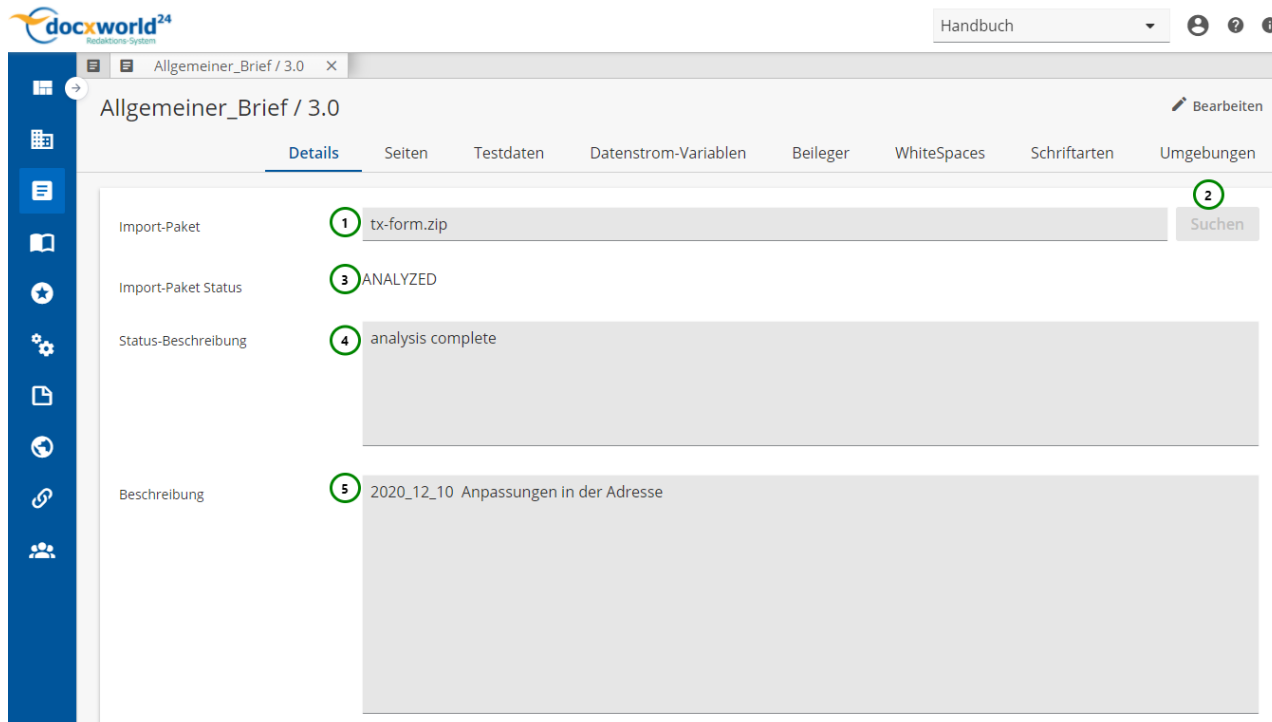 docxworld24
Redaktions-System
Handbuch
Allgemeiner_Brief / 3.0
Allgemeiner_Brief / 3.0
Bearbeiten
Details Seiten Testdaten Datenstrom-Variablen Beileger WhiteSpaces Schriftarten Umgebungen
2
Import-Paket 1 tx-form.zip Suchen
Import-Paket Status 3 ANALYZED
Status-Beschreibung 4 analysis complete
Beschreibung 5 2020_12_10 Anpassungen in der Adresse